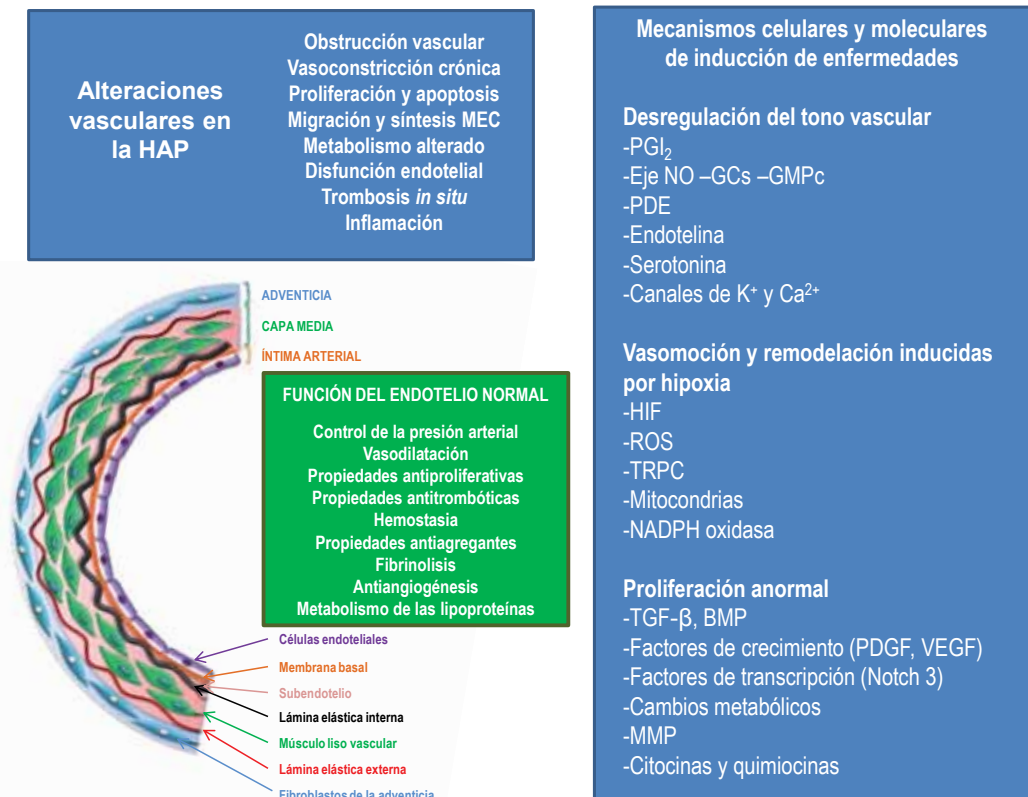 Alteraciones
vasculares en
la HAP
Obstrucción vascular
Vasoconstricción crónica
Proliferación y apoptosis
Migración y síntesis MEC
Metabolismo alterado
Disfunción endotelial
Trombosis in situ
Inflamación
ADVENTICIA
CAPA MEDIA
ÍNTIMA ARTERIAL
FUNCIÓN DEL ENDOTELIO NORMAL
Control de la presión arterial
Vasodilatación
Propiedades antiproliferativas
Propiedades antitrombóticas
Hemostasia
Propiedades antiagregantes
Fibrinolisis
Antiangiogénesis
Metabolismo de las lipoproteínas
Células endoteliales
Membrana basal
Subendotelio
Lámina elástica interna
Músculo liso vascular
Lámina elástica externa
Fibroblastos de la adventicia
Mecanismos celulares y moleculares
de inducción de enfermedades
Desregulación del tono vascular
-PGI₂
-Eje NO –GCs –GMPc
-PDE
-Endotelina
-Serotonina
-Canales de K⁺ y Ca²⁺
Vasomoción y remodelación inducidas
por hipoxia
-HIF
-ROS
-TRPC
-Mitocondrias
-NADPH oxidasa
Proliferación anormal
-TGF-β, BMP
-Factores de crecimiento (PDGF, VEGF)
-Factores de transcripción (Notch 3)
-Cambios metabólicos
-MMP
-Citocinas y quimiocinas